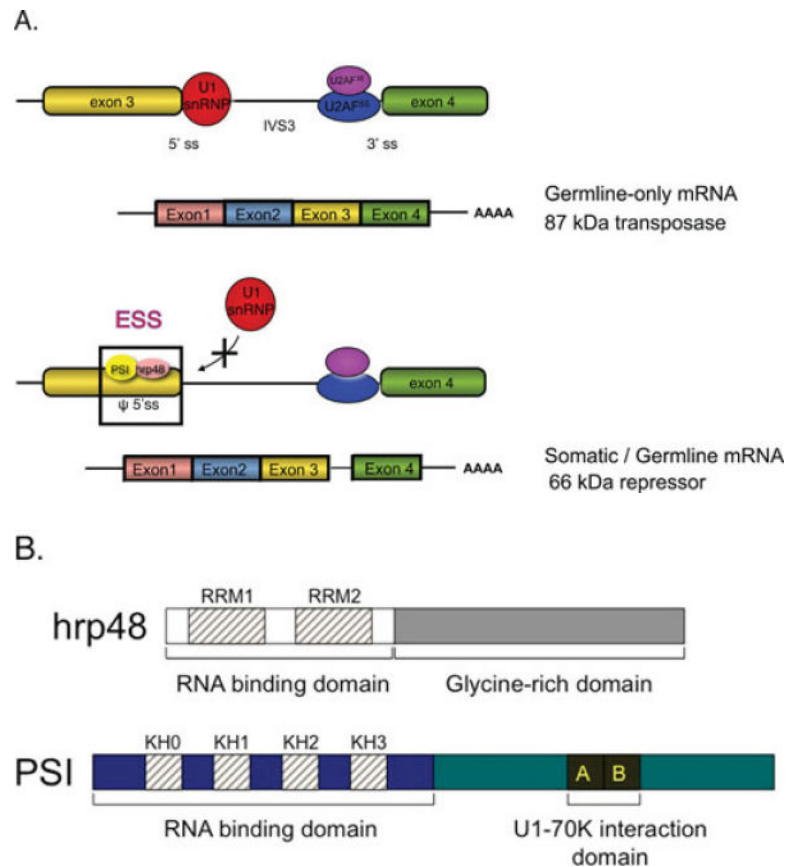 A.
exon 3
U1
snRNP
IVS3
U2AF³⁸
U2AF⁵⁰
exon 4
5' ss
3' ss
Exon1 Exon2 Exon 3 Exon 4 AAAA
Germline-only mRNA
87 kDa transposase
ESS
U1
snRNP
PSI hrp48
ψ 5'ss
exon 4
Exon1 Exon2 Exon 3 Exon 4 AAAA
Somatic / Germline mRNA
66 kDa repressor
B.
RRM1 RRM2
hrp48
RNA binding domain Glycine-rich domain
KH0 KH1 KH2 KH3
PSI
A B
RNA binding domain
U1-70K interaction
domain